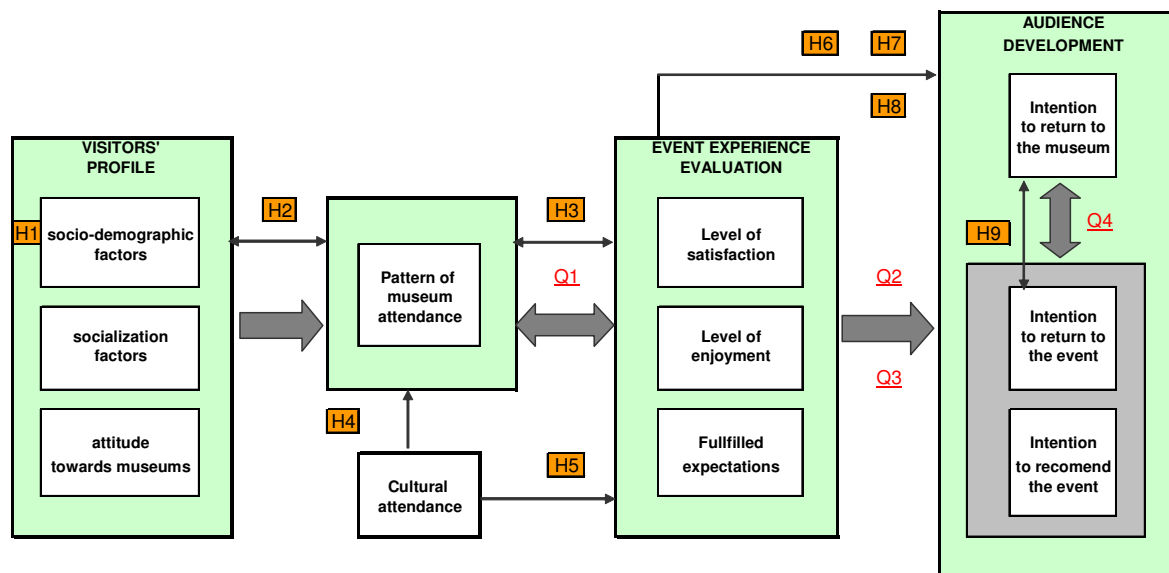 VISITORS'
PROFILE
H1
socio-demographic
factors
socialization
factors
attitude
towards museums
H2
Pattern of
museum
attendance
H4
Cultural
attendance
H3
Q1
H5
EVENT EXPERIENCE
EVALUATION
Level of
satisfaction
Level of
enjoyment
Fullfilled
expectations
H6
H7
H8
Q2
Q3
AUDIENCE
DEVELOPMENT
Intention
to return to
the museum
H9
Q4
Intention
to return to
the event
Intention
to recomend
the event